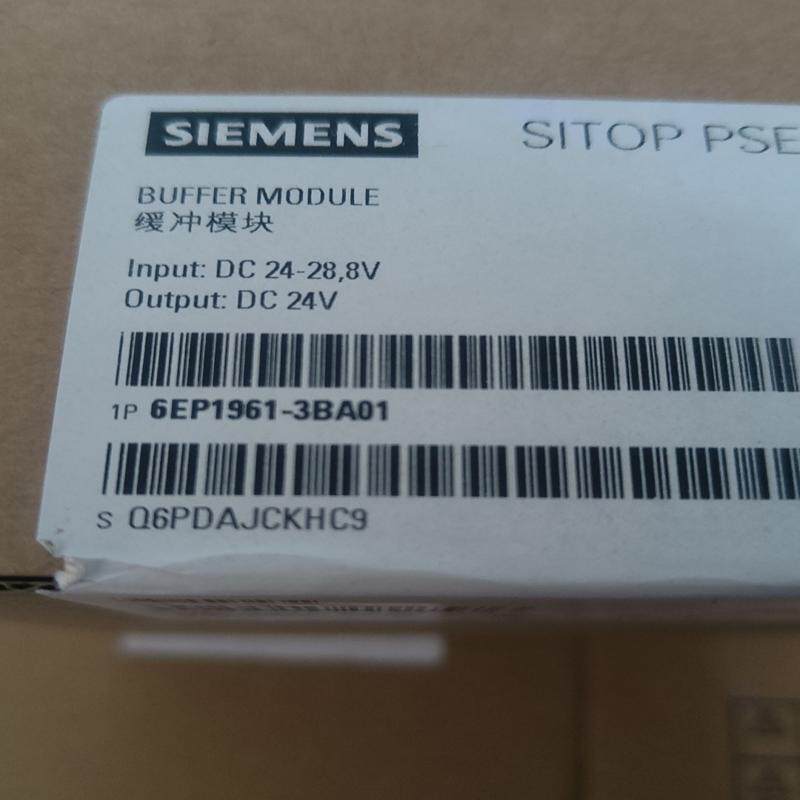 SIEMENS
SITOP PSE
BUFFER MODULE
缓冲模块
Input: DC 24-28,8V
Output: DC 24V
1P 6EP1961-3BA01
S Q6PDAJCKHC9